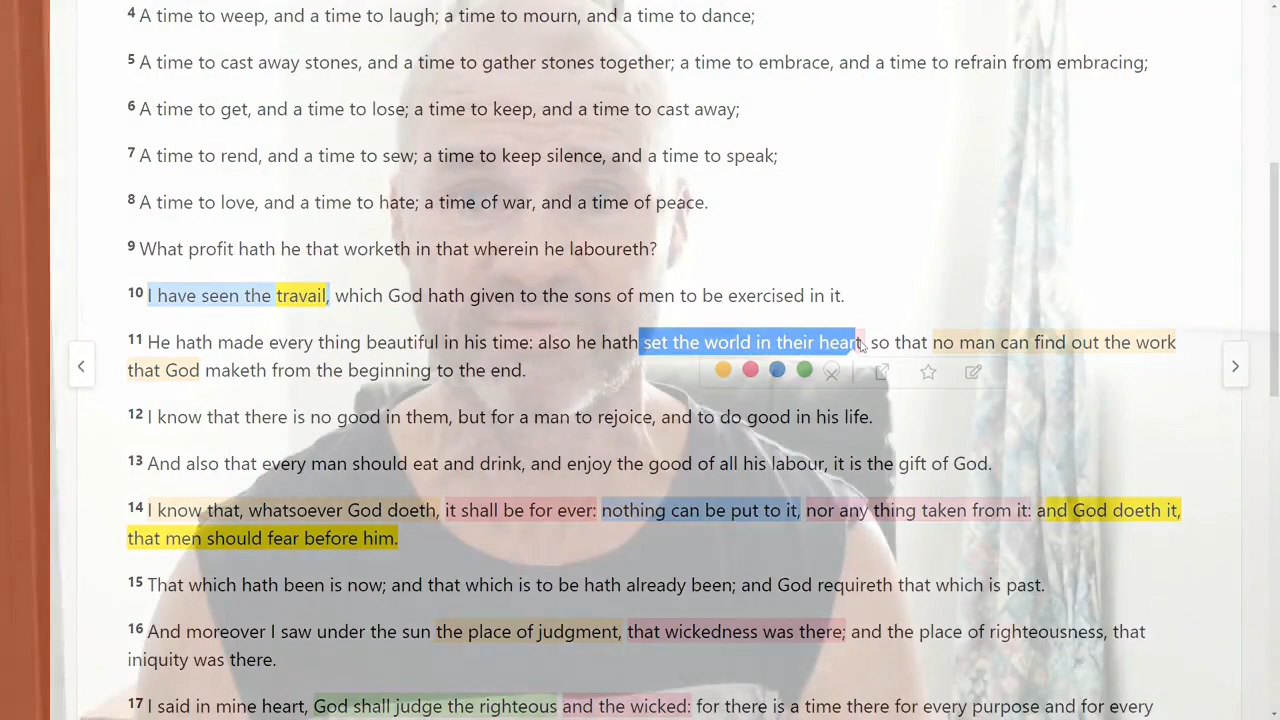 4 A time to weep, and a time to laugh; a time to mourn, and a time to dance;
5 A time to cast away stones, and a time to gather stones together; a time to embrace, and a time to refrain from embracing;
6 A time to get, and a time to lose; a time to keep, and a time to cast away;
7 A time to rend, and a time to sew; a time to keep silence, and a time to speak;
8 A time to love, and a time to hate; a time of war, and a time of peace.
9 What profit hath he that worketh in that wherein he laboureth?
10 I have seen the travail, which God hath given to the sons of men to be exercised in it.
11 He hath made every thing beautiful in his time: also he hath set the world in their heart, so that no man can find out the work
that God maketh from the beginning to the end.
12 I know that there is no good in them, but for a man to rejoice, and to do good in his life.
13 And also that every man should eat and drink, and enjoy the good of all his labour, it is the gift of God.
14 I know that, whatsoever God doeth, it shall be for ever: nothing can be put to it, nor any thing taken from it: and God doeth it,
that men should fear before him.
15 That which hath been is now; and that which is to be hath already been; and God requireth that which is past.
16 And moreover I saw under the sun the place of judgment, that wickedness was there; and the place of righteousness, that
iniquity was there.
17 I said in mine heart, God shall judge the righteous and the wicked: for there is a time there for every purpose and for every